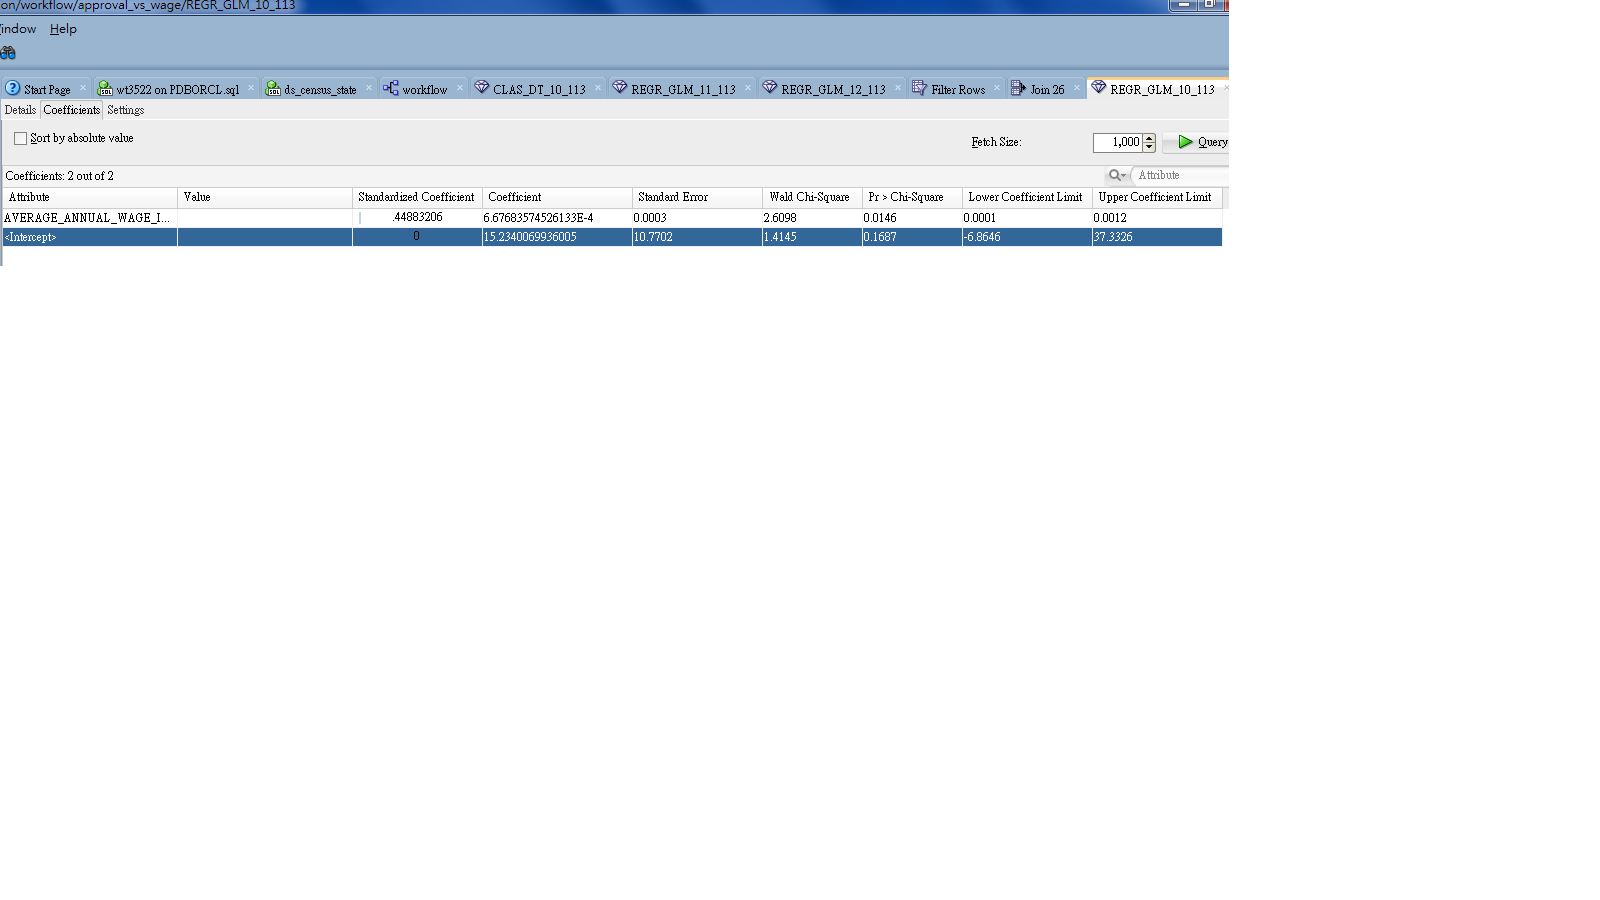 on/workflow/approval_vs_wage/REGR_GLM_10_113
indow Help
Start Page wt3522 on PDBORCL.sql ds_census_state workflow CLAS_DT_10_113 REGR_GLM_11_113 REGR_GLM_12_113 Filter Rows Join 26 REGR_GLM_10_113
Details Coefficients Settings
Sort by absolute value Fetch Size: 1,000 Query
Coefficients: 2 out of 2 Attribute
Attribute Value Standardized Coefficient Coefficient Standard Error Wald Chi-Square Pr > Chi-Square Lower Coefficient Limit Upper Coefficient Limit
AVERAGE_ANNUAL_WAGE_I... .44883206 6.67683574526133E-4 0.0003 2.6098 0.0146 0.0001 0.0012
<Intercept> 0 15.2340069936005 10.7702 1.4145 0.1687 -6.8646 37.3326